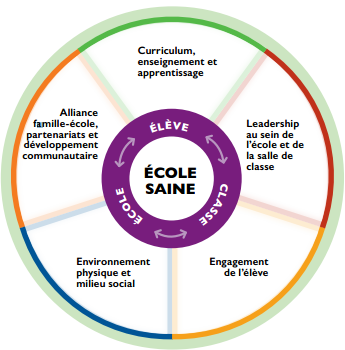 Curriculum,
enseignement et
apprentissage
Alliance
famille-école,
partenariats et
développement
communautaire
Leadership
au sein de
l'école et de
la salle de
classe
ÉLÈVE
ÉCOLE
SAINE
ÉCOLE
CLASSE
Environnement
physique et
milieu social
Engagement
de l'élève